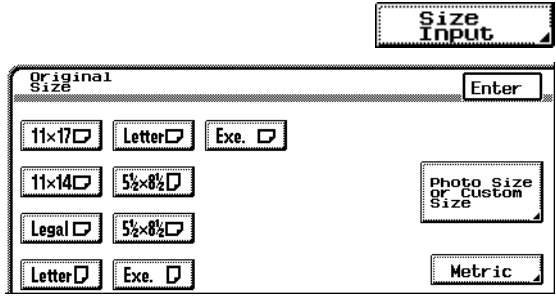 Size
Input
Original
Size
Enter
11×17
Letter
Exe.
11×14
5½×8½
Photo Size
or Custom
Size
Legal
5½×8½
Letter
Exe.
Metric